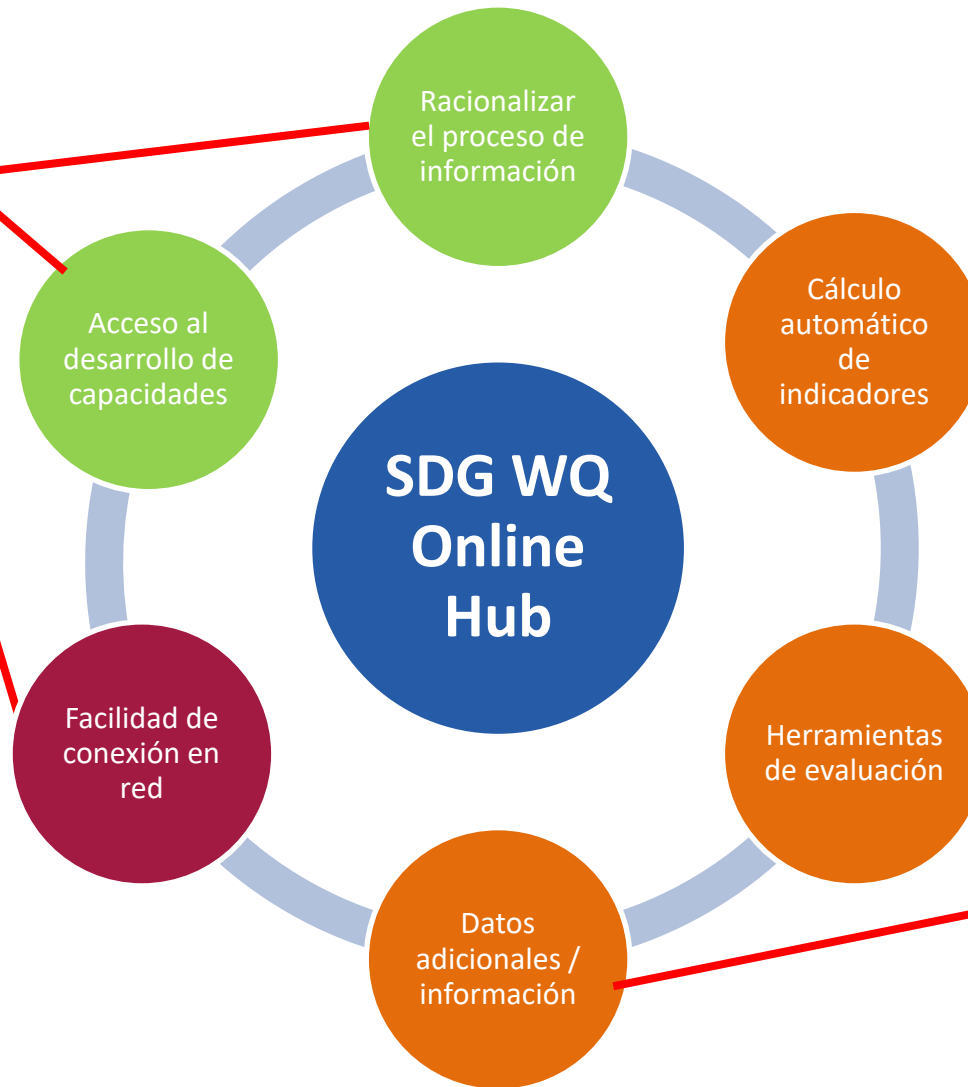 Racionalizar
el proceso de
información
Cálculo
automático
de
indicadores
Herramientas
de evaluación
Datos
adicionales /
información
Facilidad de
conexión en
red
Acceso al
desarrollo de
capacidades
SDG WQ
Online
Hub